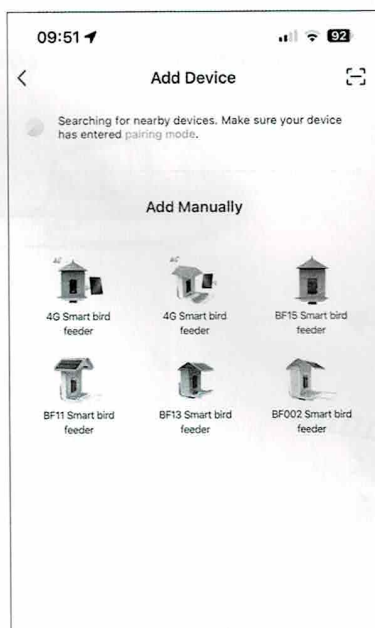 09:51
92
Add Device
Searching for nearby devices. Make sure your device
has entered pairing mode.
Add Manually
4G
4G
4G Smart bird
feeder
4G Smart bird
feeder
BF15 Smart bird
feeder
BF11 Smart bird
feeder
BF13 Smart bird
feeder
BF002 Smart bird
feeder